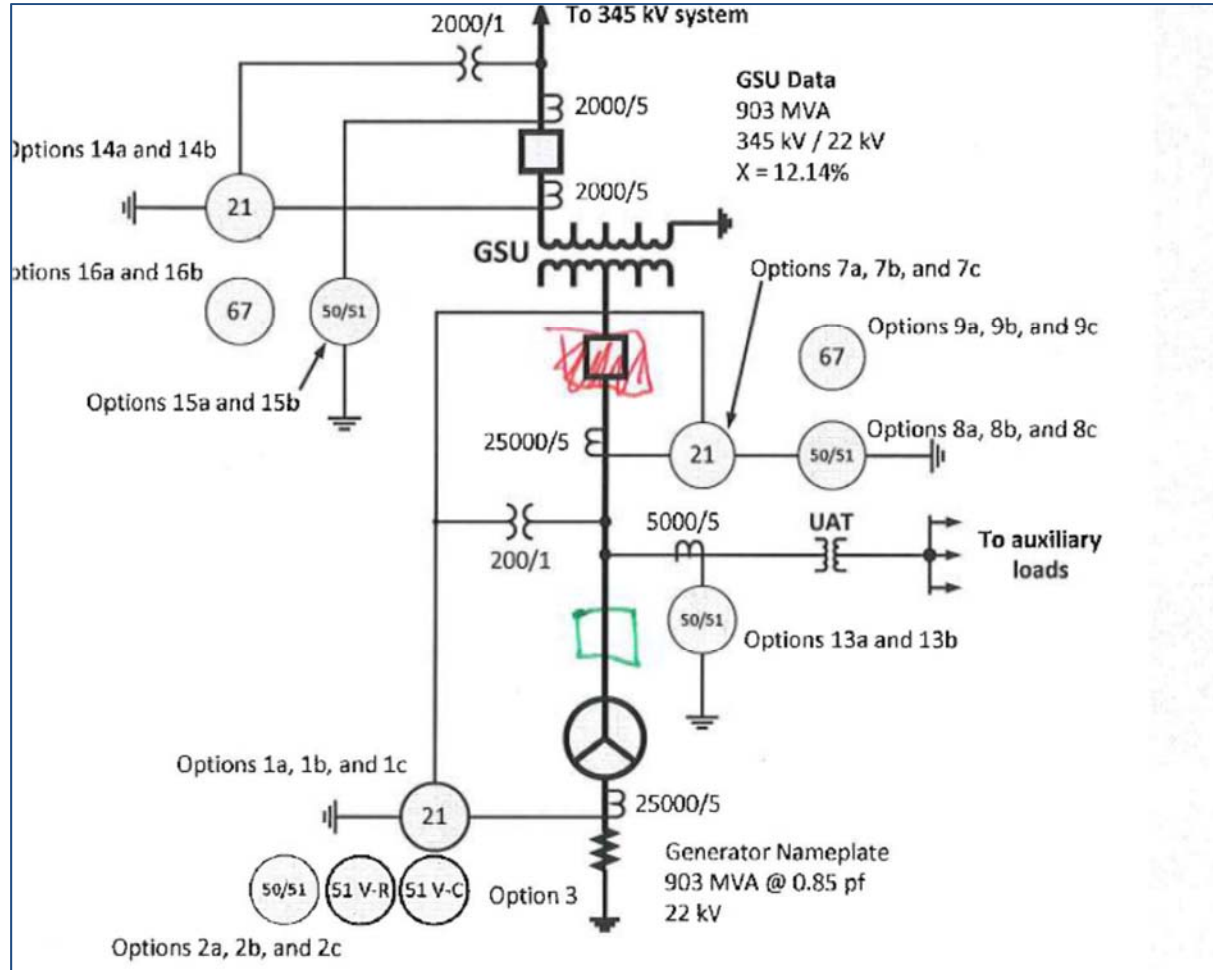 To 345 kV system
2000/1
GSU Data
903 MVA
345 kV / 22 kV
X = 12.14%
2000/5
ptions 14a and 14b
2000/5
21
GSU
ptions 16a and 16b
67
50/51
Options 7a, 7b, and 7c
Options 9a, 9b, and 9c
67
Options 15a and 15b
Options 8a, 8b, and 8c
25000/5
21
50/51
5000/5
UAT
To auxiliary
loads
200/1
50/51
Options 13a and 13b
Options 1a, 1b, and 1c
21
25000/5
Generator Nameplate
903 MVA @ 0.85 pf
22 kV
50/51
51 V-R
51 V-C
Option 3
Options 2a, 2b, and 2c